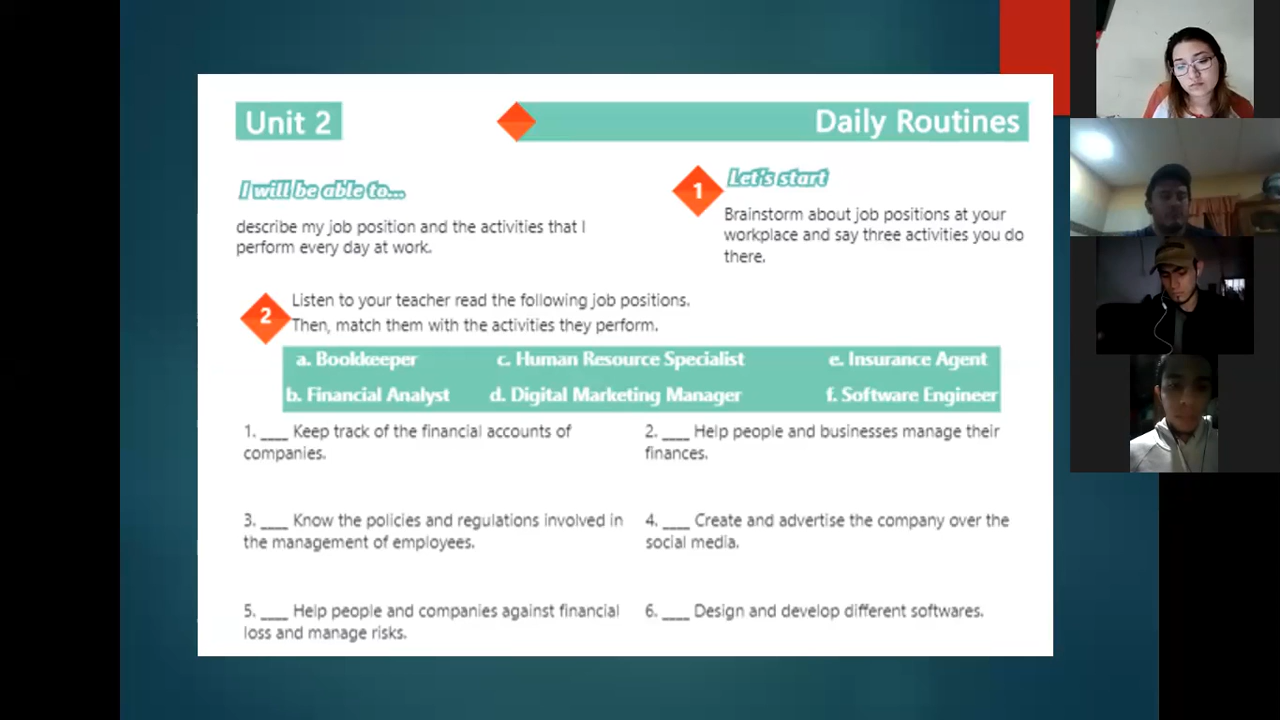 Unit 2
Daily Routines
I will be able to...
describe my job position and the activities that I
perform every day at work.
1
Let's start
Brainstorm about job positions at your
workplace and say three activities you do
there.
2
Listen to your teacher read the following job positions.
Then, match them with the activities they perform.
a. Bookkeeper
c. Human Resource Specialist
e. Insurance Agent
b. Financial Analyst
d. Digital Marketing Manager
f. Software Engineer
1. ____ Keep track of the financial accounts of
companies.
2. ____ Help people and businesses manage their
finances.
3. ____ Know the policies and regulations involved in
the management of employees.
4. ____ Create and advertise the company over the
social media.
5. ____ Help people and companies against financial
loss and manage risks.
6. ____ Design and develop different softwares.